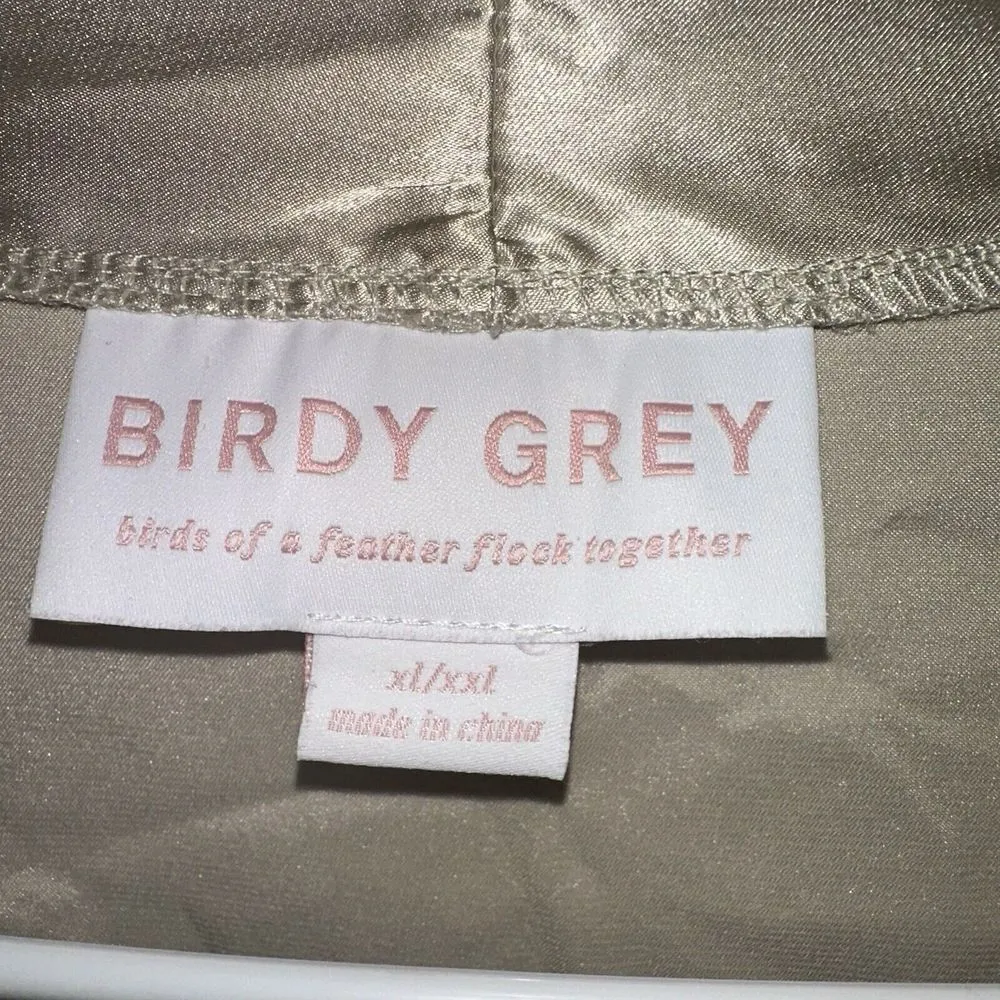 BIRDY GREY
birds of a feather flock together
xl/xxl
made in china